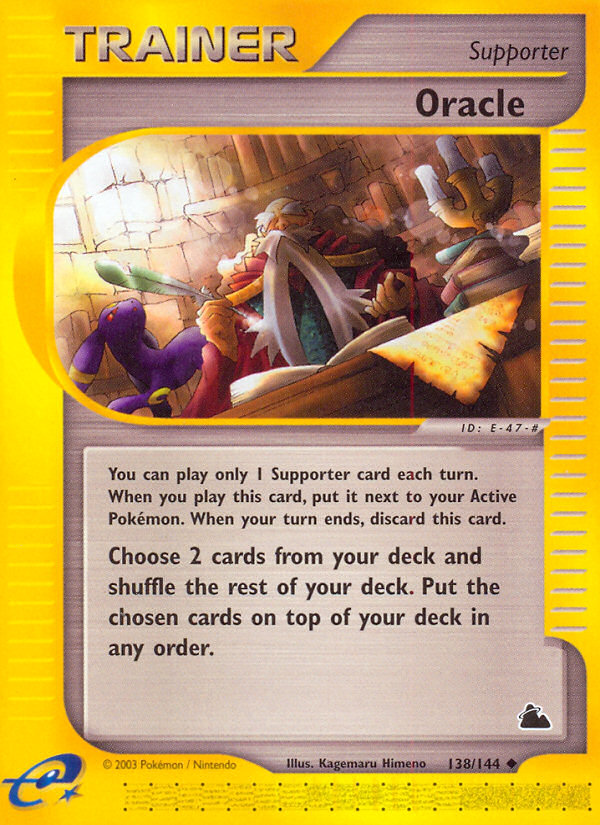 TRAINER
Supporter
Oracle
ID: E-47-#
You can play only 1 Supporter card each turn.
When you play this card, put it next to your Active
Pokémon. When your turn ends, discard this card.
Choose 2 cards from your deck and
shuffle the rest of your deck. Put the
chosen cards on top of your deck in
any order.
© 2003 Pokémon / Nintendo
Illus. Kagemaru Himeno
138/144 ◆
e